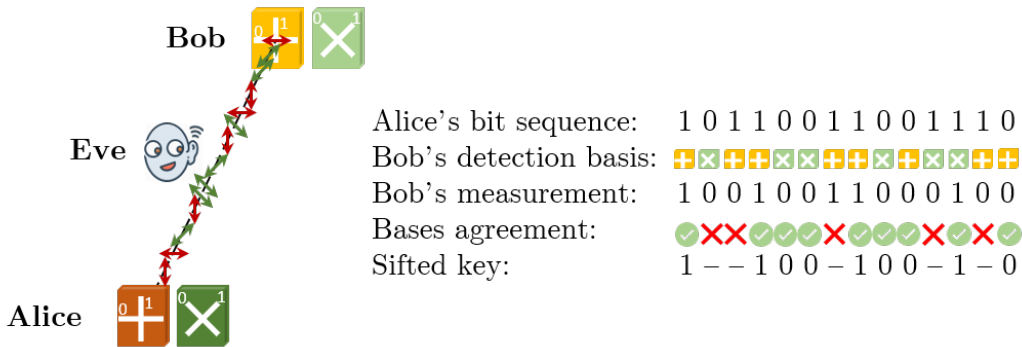 Bob
0 1
0 1
Eve
Alice
0 1
0 1
Alice's bit sequence: 1 0 1 1 0 0 1 1 0 0 1 1 1 0
Bob's detection basis:
Bob's measurement: 1 0 0 1 0 0 1 1 0 0 0 1 0 0
Bases agreement:
Sifted key: 1 – – 1 0 0 – 1 0 0 – 1 – 0